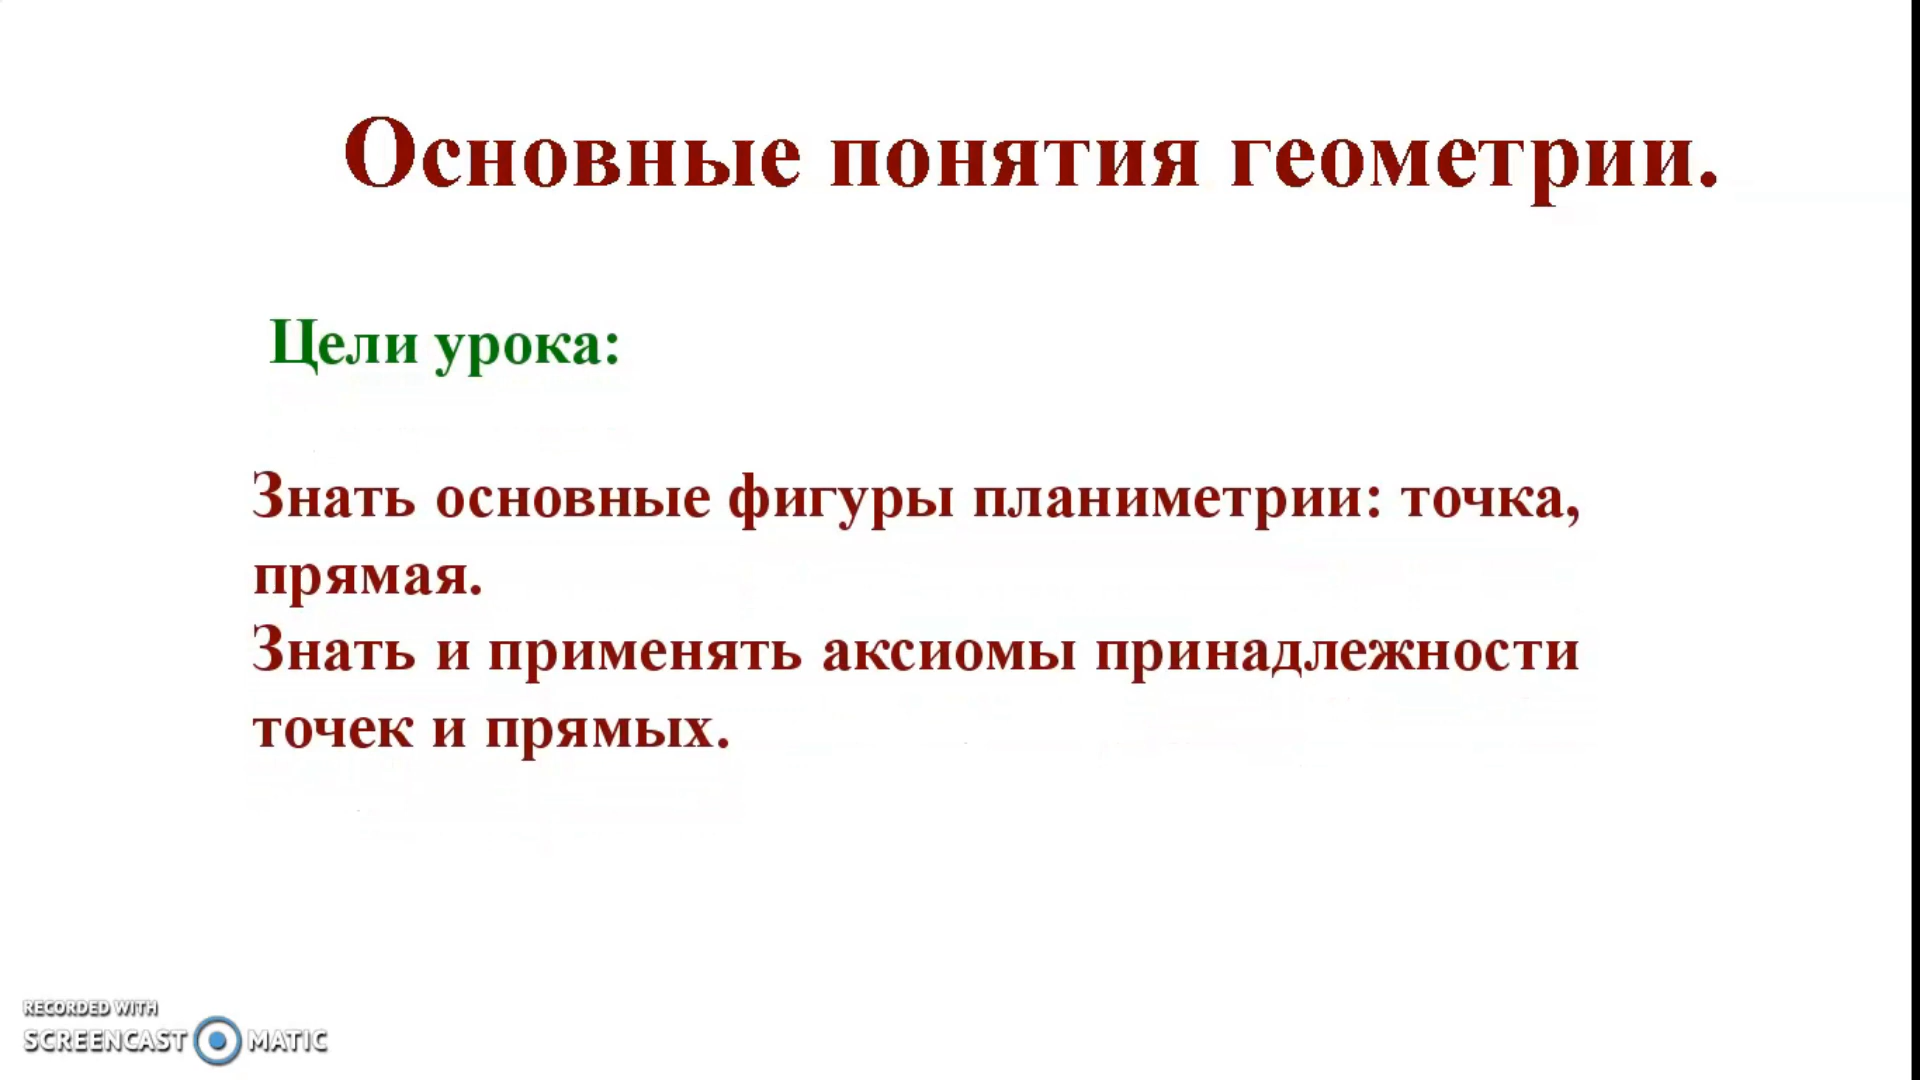 Основные понятия геометрии.
Цели урока:
Знать основные фигуры планиметрии: точка,
прямая.
Знать и применять аксиомы принадлежности
точек и прямых.
RECORDED WITH
SCREENCAST MATIC